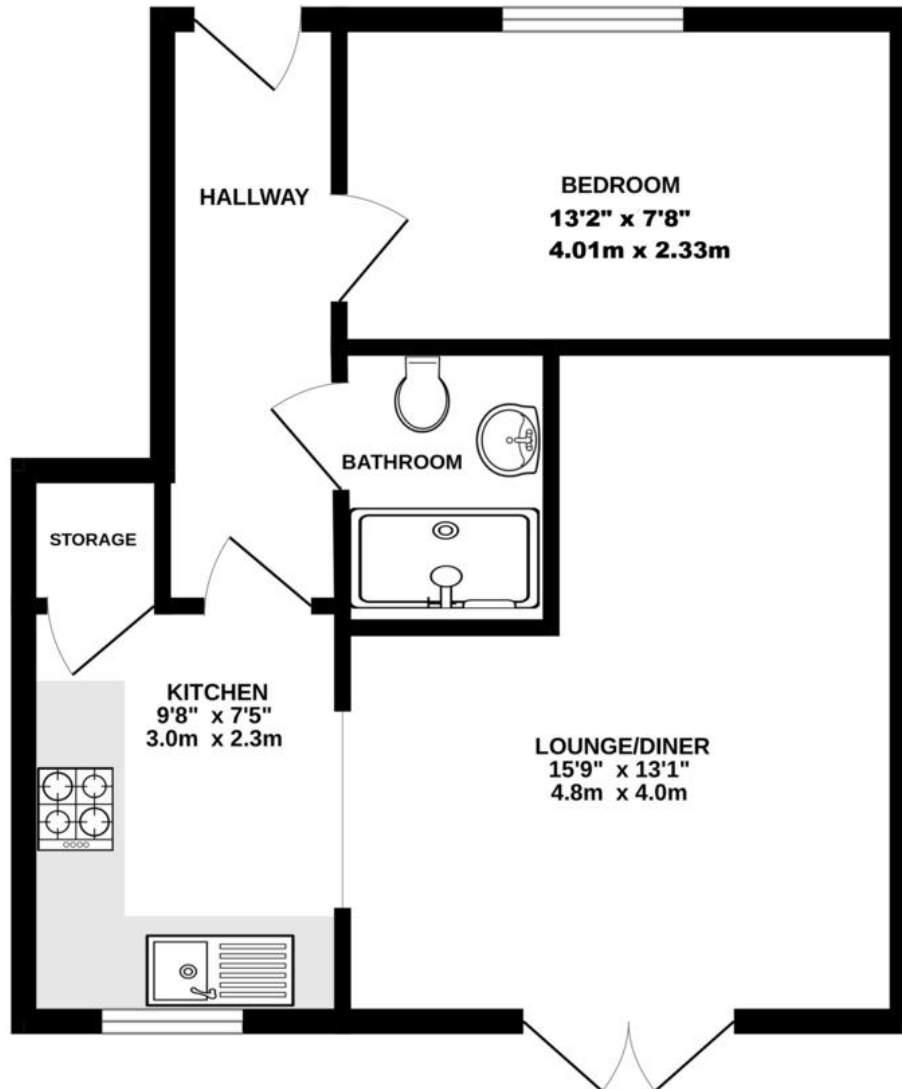 HALLWAY
BEDROOM
13'2" x 7'8"
4.01m x 2.33m
BATHROOM
STORAGE
KITCHEN
9'8" x 7'5"
3.0m x 2.3m
LOUNGE/DINER
15'9" x 13'1"
4.8m x 4.0m